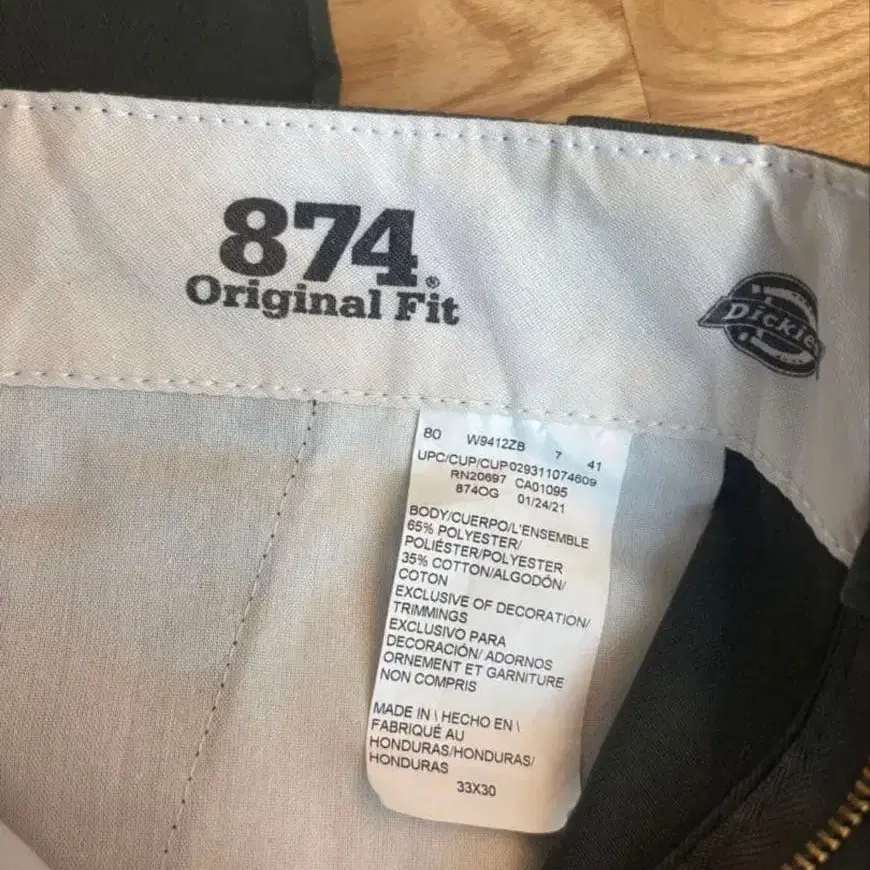 874®
Original Fit
Dickies
80 W9412ZB 7 41
UPC/CUP/CUP029311074609
RN20697 CA01095
874OG 01/24/21
BODY/CUERPO/L'ENSEMBLE
65% POLYESTER/
POLIÉSTER/POLYESTER
35% COTTON/ALGODÓN/
COTON
EXCLUSIVE OF DECORATION/
TRIMMINGS
EXCLUSIVO PARA
DECORACIÓN/ ADORNOS
ORNEMENT ET GARNITURE
NON COMPRIS
MADE IN \ HECHO EN \
FABRIQUÉ AU
HONDURAS/HONDURAS/
HONDURAS
33X30